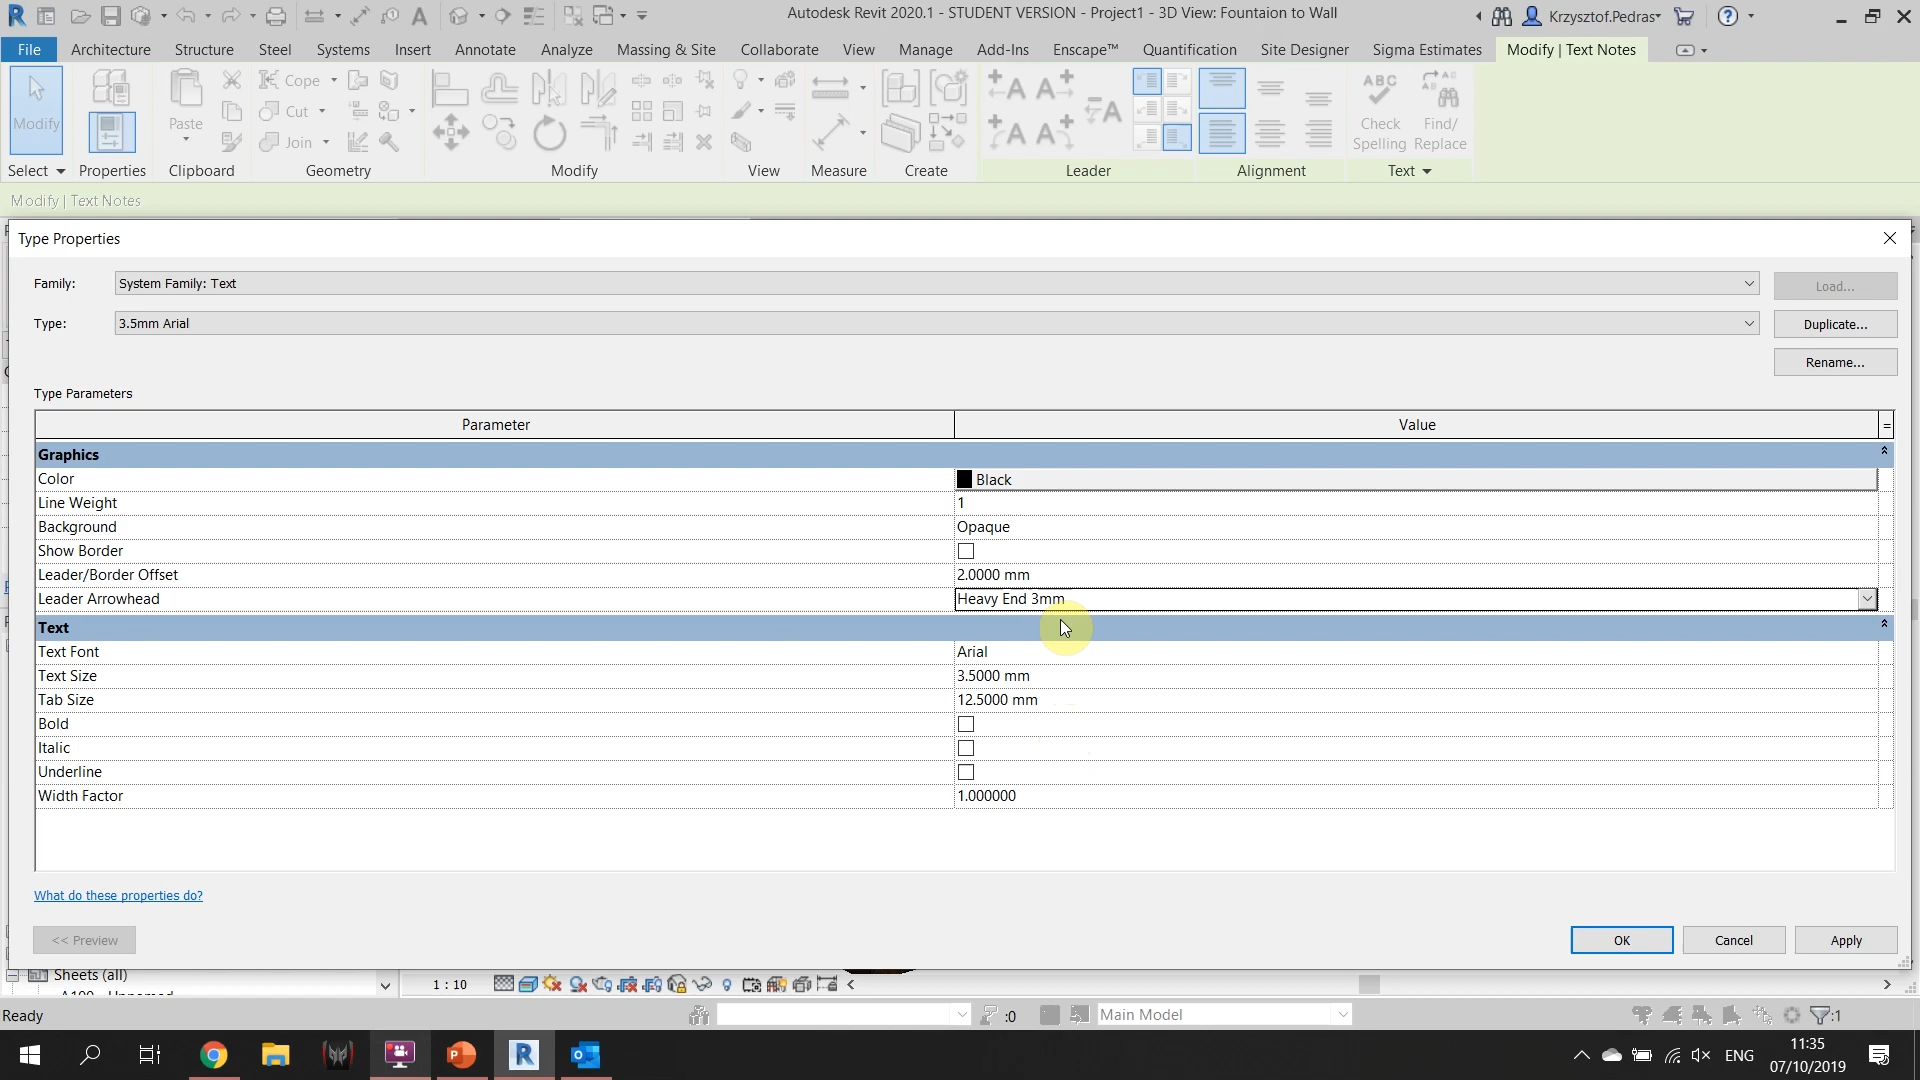 Autodesk Revit 2020.1 - STUDENT VERSION - Project1 - 3D View: Fountaion to Wall
Krzysztof.Pedras
File Architecture Structure Steel Systems Insert Annotate Analyze Massing & Site Collaborate View Manage Add-Ins Enscape™ Quantification Site Designer Sigma Estimates Modify | Text Notes
Modify
Paste
Cope
Cut
Join
ABC
Check
Spelling
Find/
Replace
Select Properties Clipboard Geometry Modify View Measure Create Leader Alignment Text
Modify | Text Notes
Type Properties
Family: System Family: Text Load...
Type: 3.5mm Arial Duplicate...
Rename...
Type Parameters
Parameter Value =
Graphics
Color Black
Line Weight 1
Background Opaque
Show Border
Leader/Border Offset 2.0000 mm
Leader Arrowhead Heavy End 3mm
Text
Text Font Arial
Text Size 3.5000 mm
Tab Size 12.5000 mm
Bold
Italic
Underline
Width Factor 1.000000
What do these properties do?
<< Preview OK Cancel Apply
Sheets (all)
1 : 10
Ready :0 Main Model :1
ENG
11:35
07/10/2019